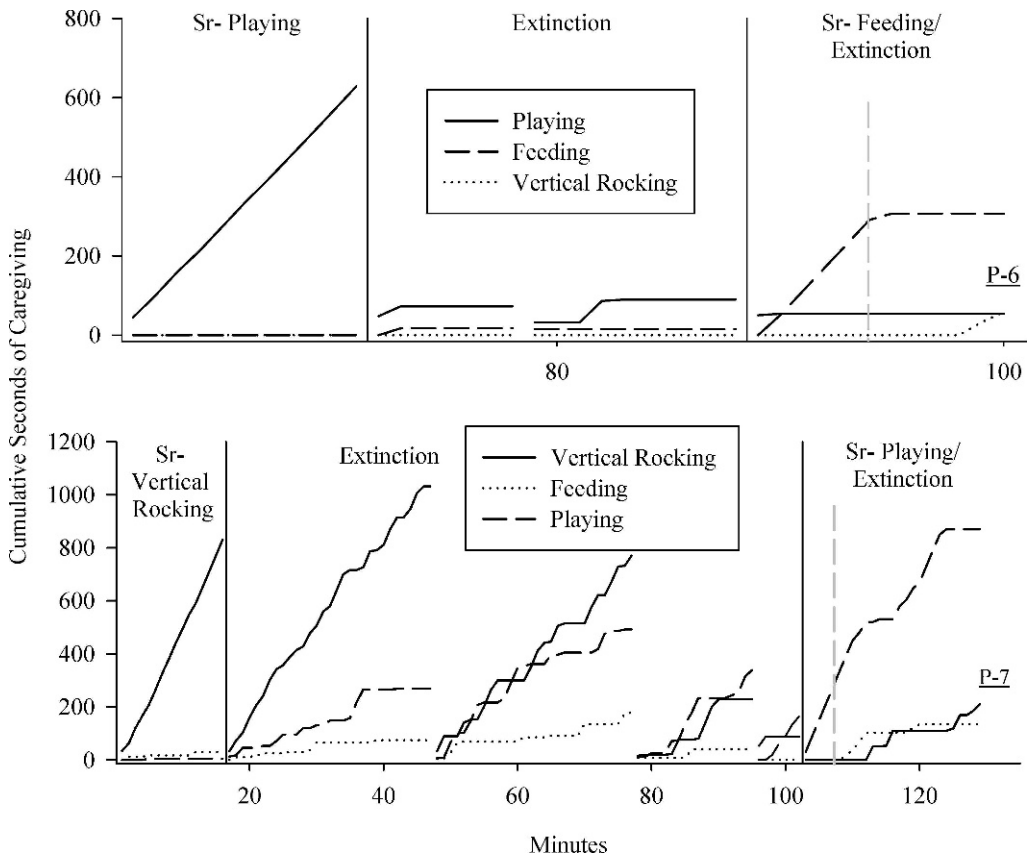 Cumulative Seconds of Caregiving
800
600
400
200
0
Sr- Playing
Extinction
Sr- Feeding/
Extinction
Playing
Feeding
Vertical Rocking
P-6
80
100
1200
1000
800
600
400
200
0
Sr-
Vertical
Rocking
Extinction
Vertical Rocking
Feeding
Playing
Sr- Playing/
Extinction
P-7
20
40
60
80
100
120
Minutes